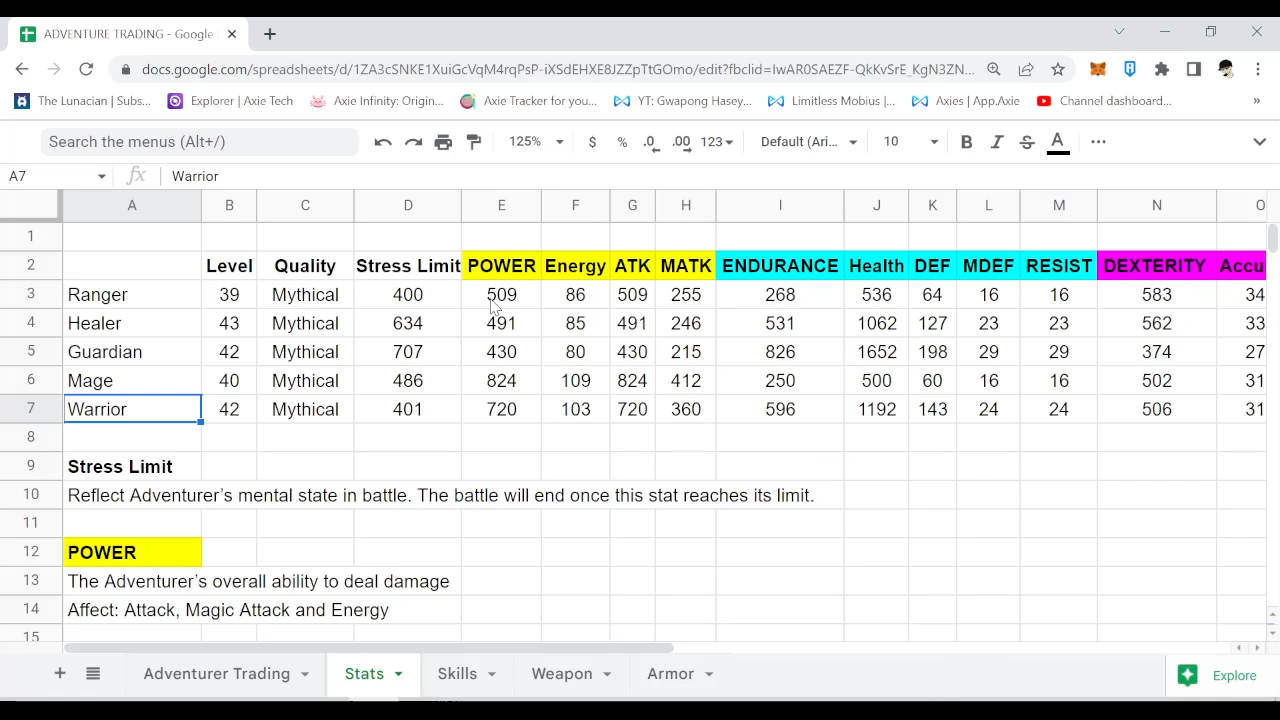 ADVENTURE TRADING - Google
docs.google.com/spreadsheets/d/1ZA3cSNKE1XuiGcVqM4rqPsP-iXSdEHXE8JZZpTtGOmo/edit?fbclid=IwAR0SAEZF-QkKvSrE_KgN3ZN...
The Lunacian | Subs... Explorer | Axie Tech Axie Infinity: Origin... Axie Tracker for you... YT: Gwapong Hasey... Limitless Mobius |... Axies | App.Axie Channel dashboard... »
Search the menus (Alt+/) 125% $ % .0 .00 123 Default (Ari... 10 B I S A
A7 fx Warrior
A B C D E F G H I J K L M N O
1
2 Level Quality Stress Limit POWER Energy ATK MATK ENDURANCE Health DEF MDEF RESIST DEXTERITY Accu
3 Ranger 39 Mythical 400 509 86 509 255 268 536 64 16 16 583 34
4 Healer 43 Mythical 634 491 85 491 246 531 1062 127 23 23 562 33
5 Guardian 42 Mythical 707 430 80 430 215 826 1652 198 29 29 374 27
6 Mage 40 Mythical 486 824 109 824 412 250 500 60 16 16 502 31
7 Warrior 42 Mythical 401 720 103 720 360 596 1192 143 24 24 506 31
8
9 Stress Limit
10 Reflect Adventurer's mental state in battle. The battle will end once this stat reaches its limit.
11
12 POWER
13 The Adventurer's overall ability to deal damage
14 Affect: Attack, Magic Attack and Energy
15
Adventurer Trading Stats Skills Weapon Armor Explore